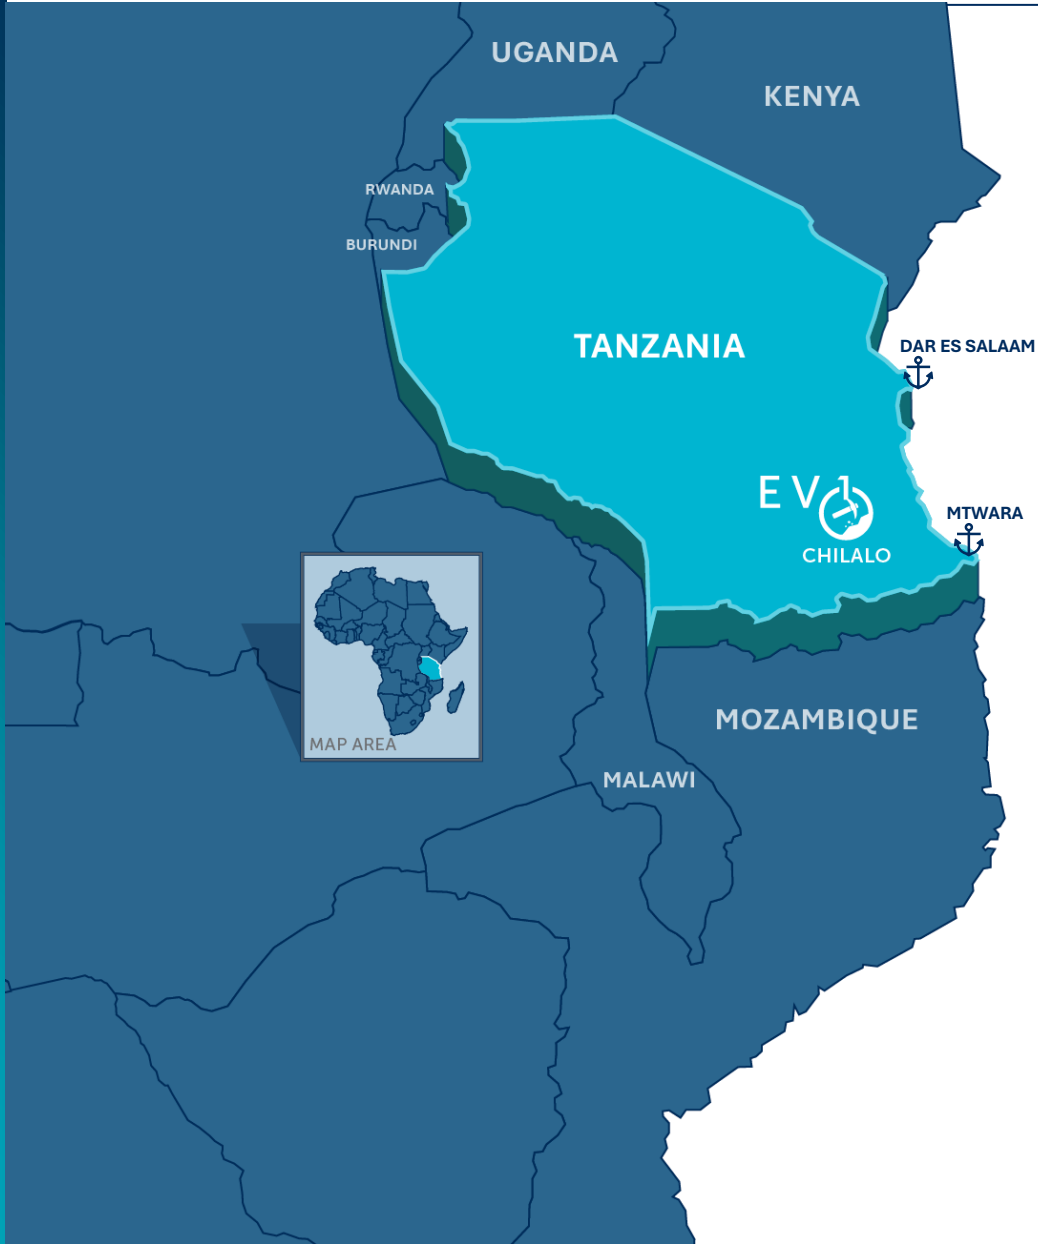 UGANDA
KENYA
RWANDA
BURUNDI
TANZANIA
DAR ES SALAAM
EV1
CHILALO
MTWARA
MAP AREA
MOZAMBIQUE
MALAWI